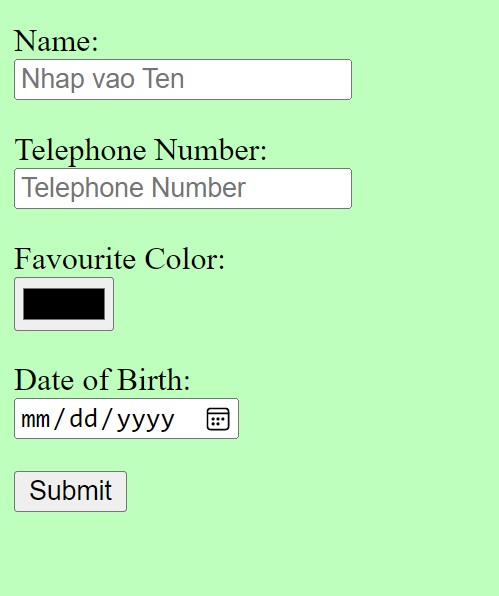 Name:
Nhap vao Ten
Telephone Number:
Telephone Number
Favourite Color:
Date of Birth:
mm/dd/yyyy
Submit